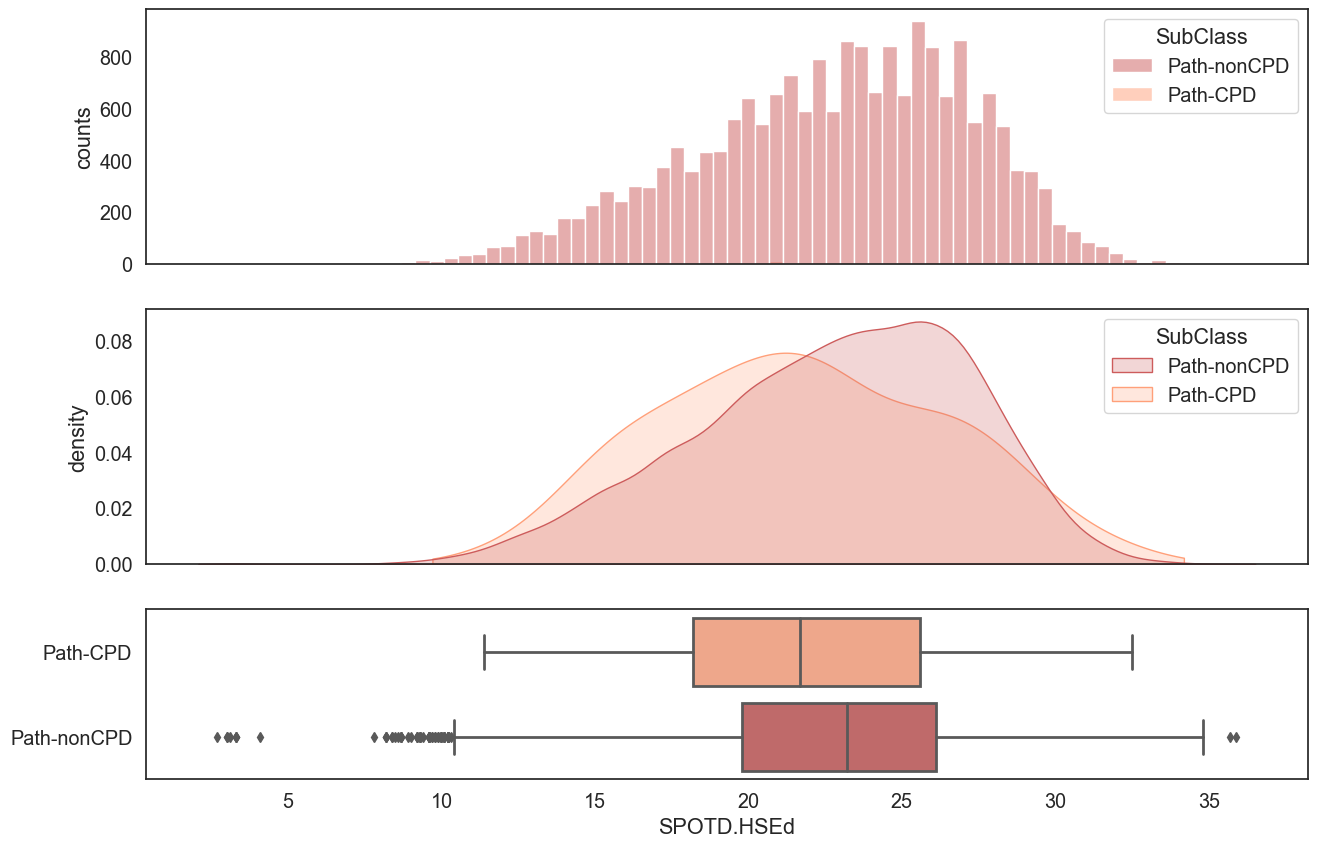 800
600
400
200
0
counts
SubClass
Path-nonCPD
Path-CPD
0.08
0.06
0.04
0.02
0.00
density
SubClass
Path-nonCPD
Path-CPD
Path-CPD
Path-nonCPD
5 10 15 20 25 30 35
SPOTD.HSEd